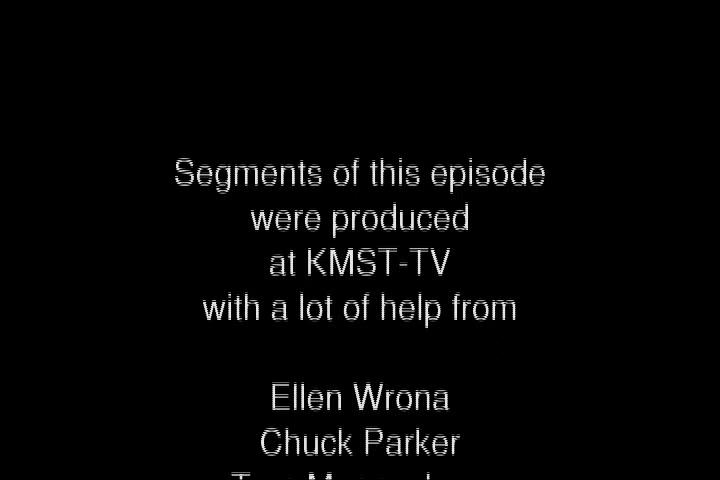 Segments of this episode
were produced
at KMST-TV
with a lot of help from
Ellen Wrona
Chuck Parker